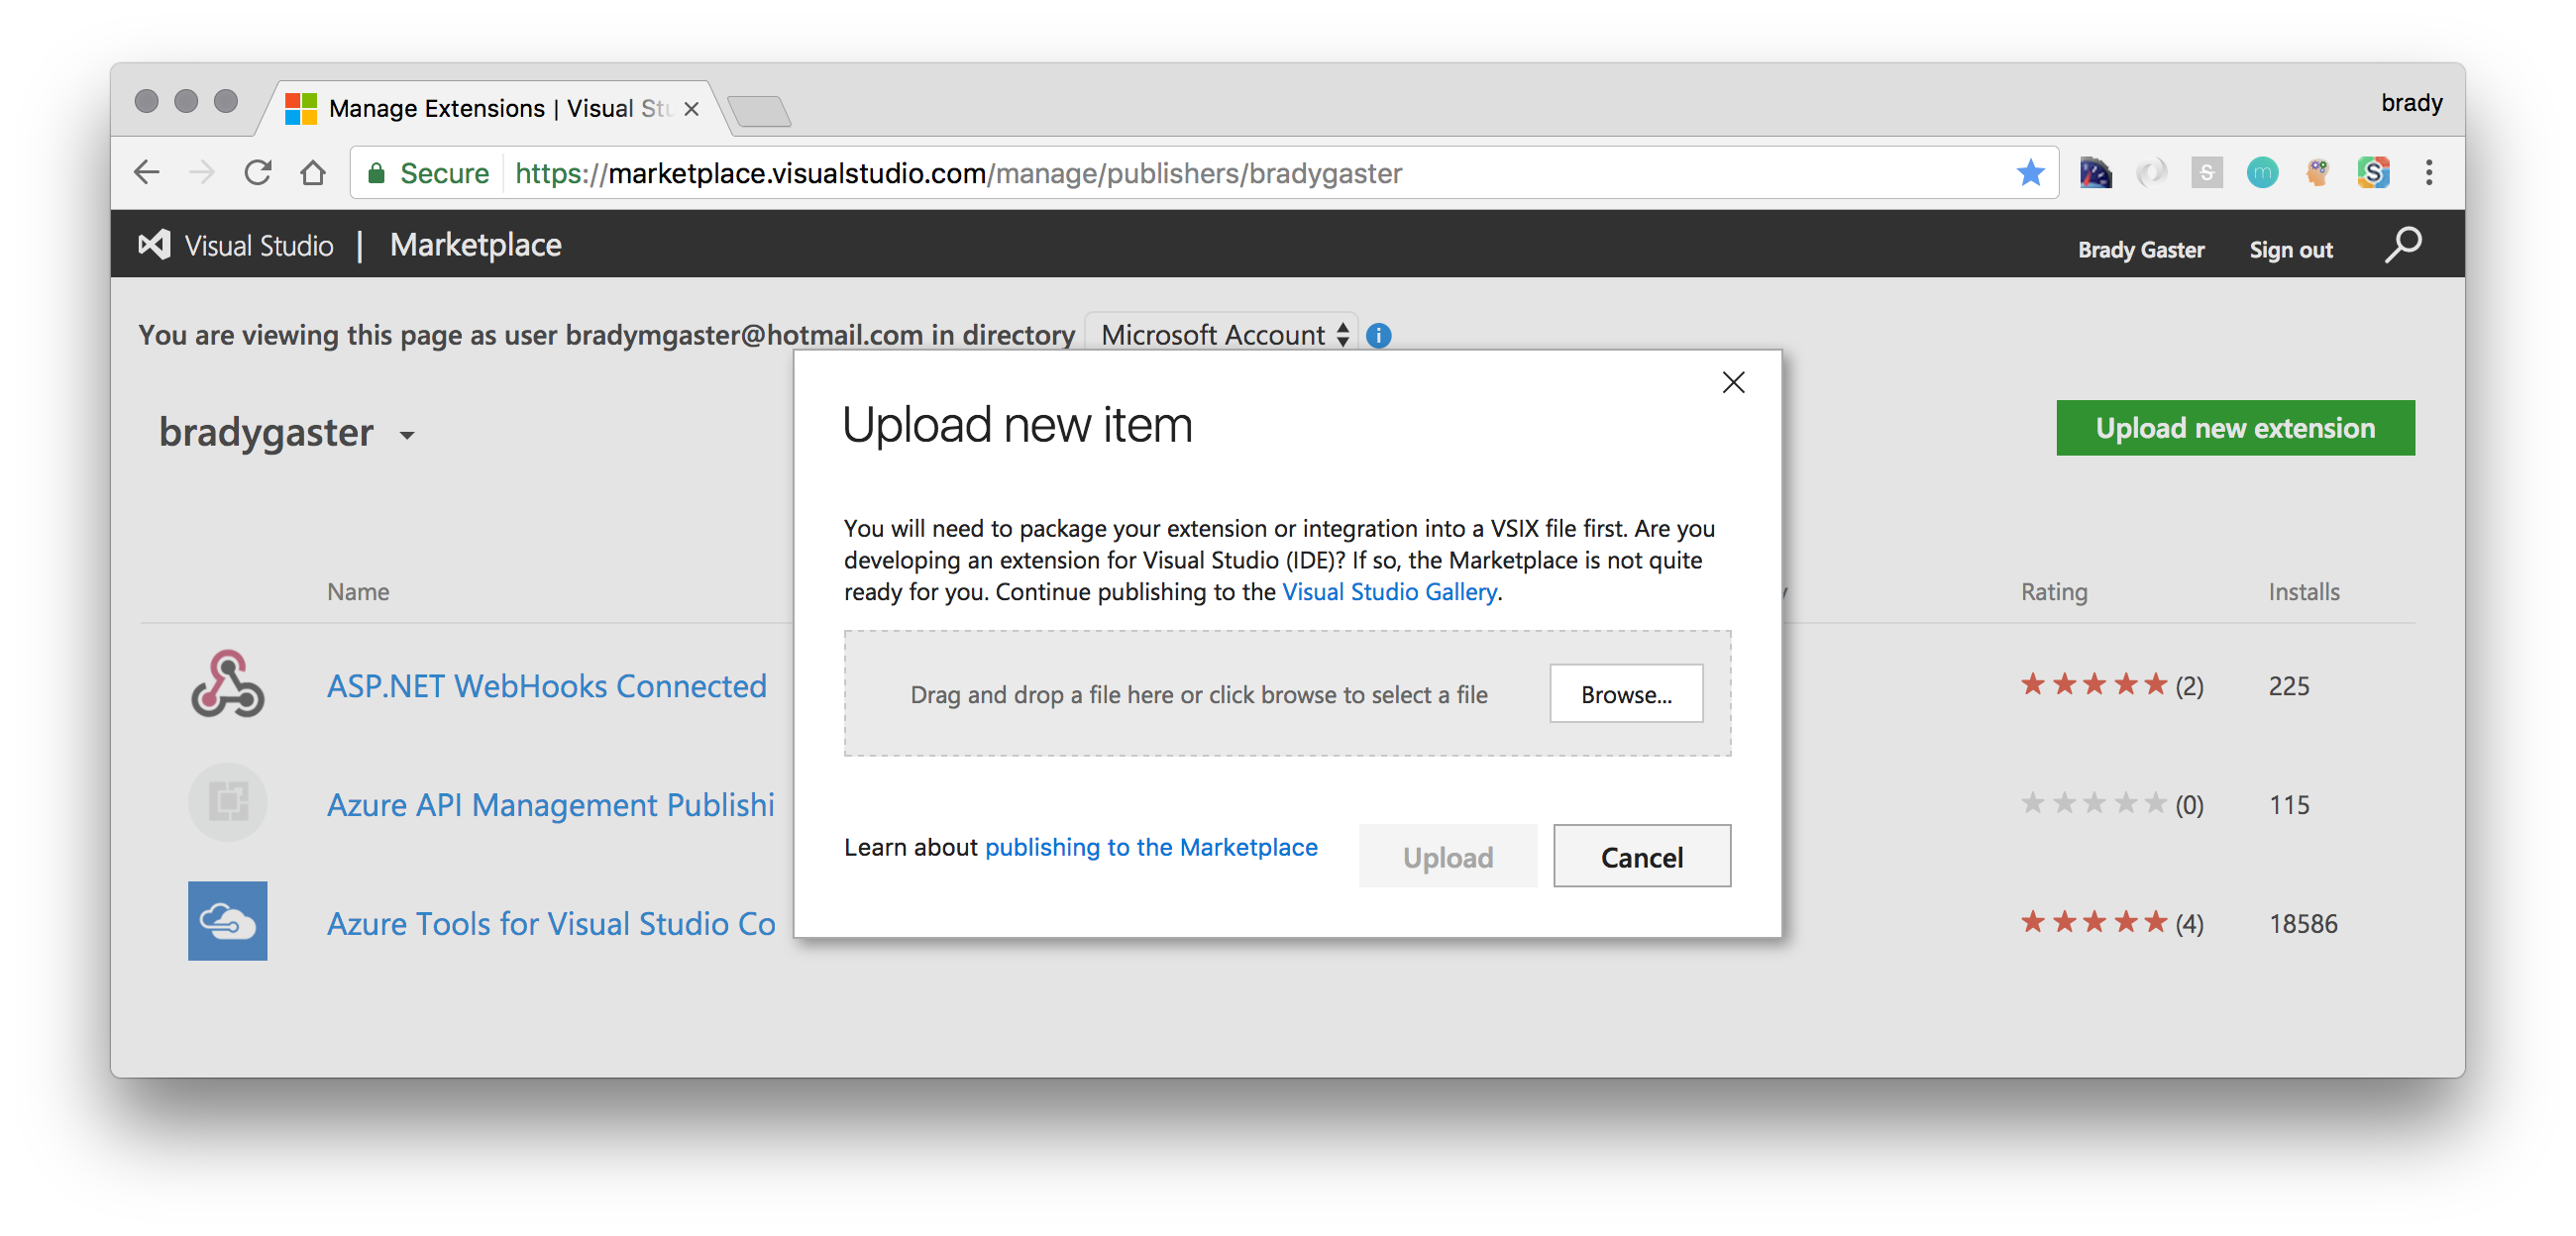 Manage Extensions | Visual Stu
brady
Secure https://marketplace.visualstudio.com/manage/publishers/bradygaster
Visual Studio | Marketplace
Brady Gaster Sign out
You are viewing this page as user bradymgaster@hotmail.com in directory Microsoft Account
bradygaster
Upload new extension
Upload new item
You will need to package your extension or integration into a VSIX file first. Are you
developing an extension for Visual Studio (IDE)? If so, the Marketplace is not quite
ready for you. Continue publishing to the Visual Studio Gallery.
Drag and drop a file here or click browse to select a file
Browse...
Learn about publishing to the Marketplace
Upload
Cancel
Name Rating Installs
ASP.NET WebHooks Connected (2) 225
Azure API Management Publishi (0) 115
Azure Tools for Visual Studio Co (4) 18586